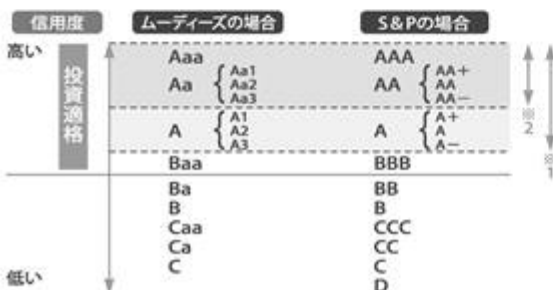 信用度 ムーディーズの場合 S&Pの場合
高い
投資適格
Aaa AAA
Aa Aa1 Aa2 Aa3 AA AA+ AA AA−
A A1 A2 A3 A A+ A A−
Baa BBB
Ba BB
B B
Caa CCC
Ca CC
C C
低い D
※2
※1